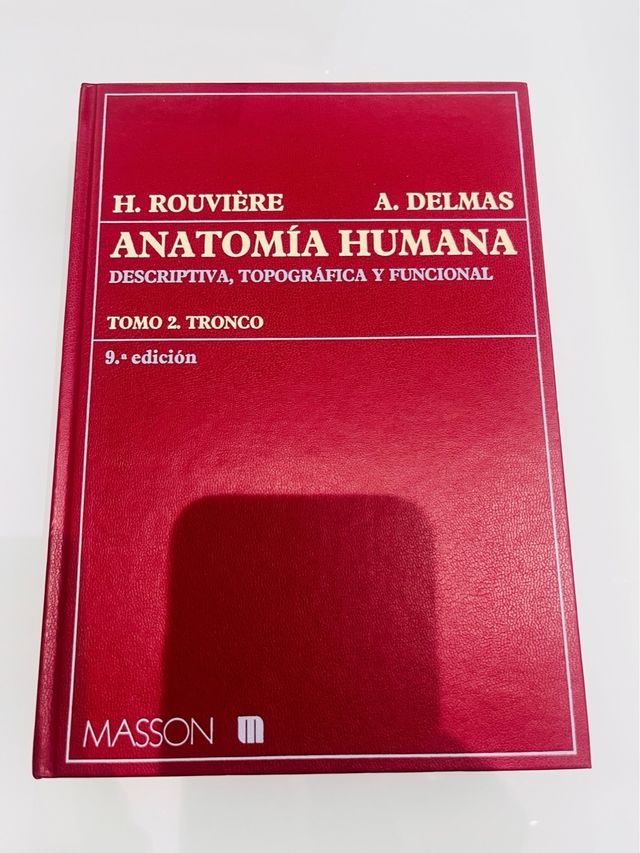 H. ROUVIÈRE A. DELMAS
ANATOMÍA HUMANA
DESCRIPTIVA, TOPOGRÁFICA Y FUNCIONAL
TOMO 2. TRONCO
9.ª edición
MASSON m